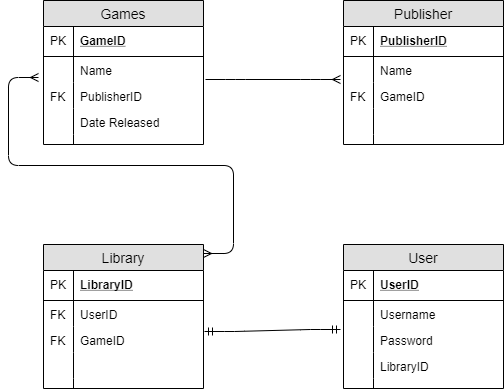 Games
PK GameID
Name
FK PublisherID
Date Released
Publisher
PK PublisherID
Name
FK GameID
Library
PK LibraryID
FK UserID
FK GameID
User
PK UserID
Username
Password
LibraryID